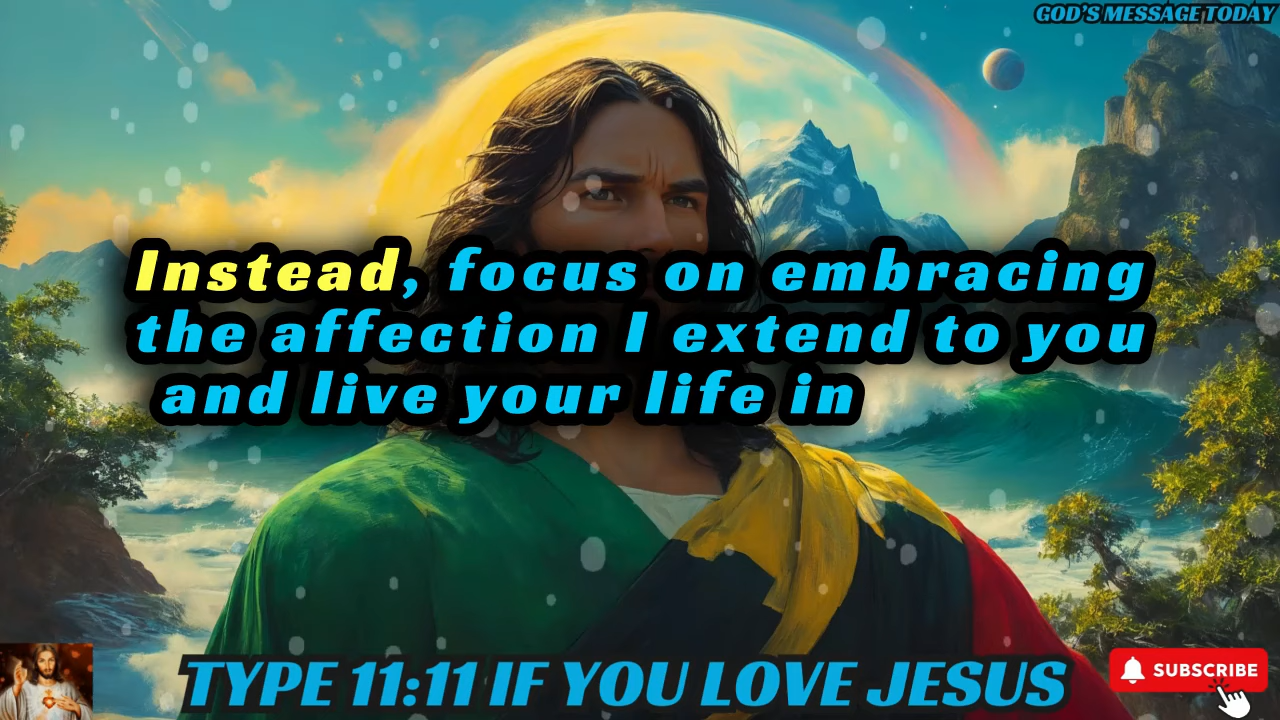 GOD'S MESSAGE TODAY
Instead, focus on embracing
the affection I extend to you
and live your life in
TYPE 11:11 IF YOU LOVE JESUS
SUBSCRIBE